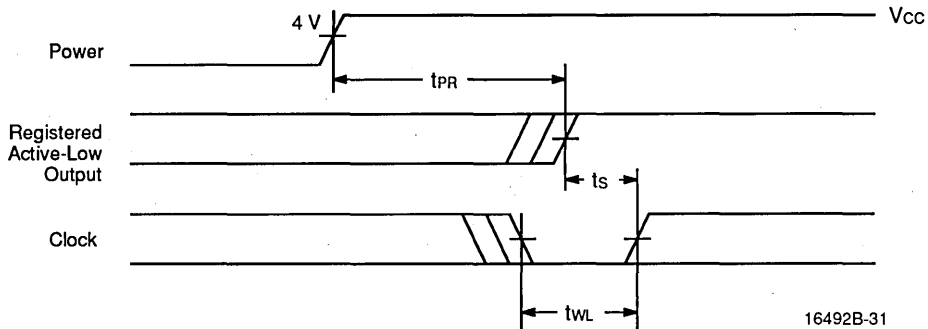 4 V
VCC
Power
tPR
Registered
Active-Low
Output
tS
Clock
tWL
16492B-31